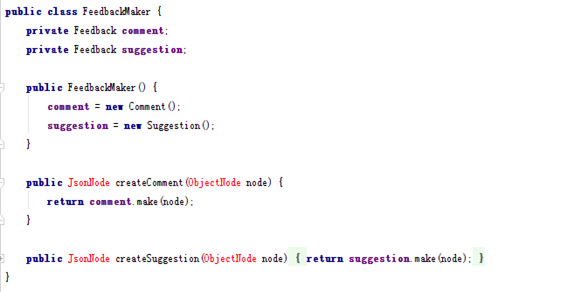 public class FeedbackMaker {
private Feedback comment;
private Feedback suggestion;
public FeedbackMaker() {
comment = new Comment();
suggestion = new Suggestion();
}
public JsonNode createComment(ObjectNode node) {
return comment.make(node);
}
public JsonNode createSuggestion(ObjectNode node) { return suggestion.make(node); }
}